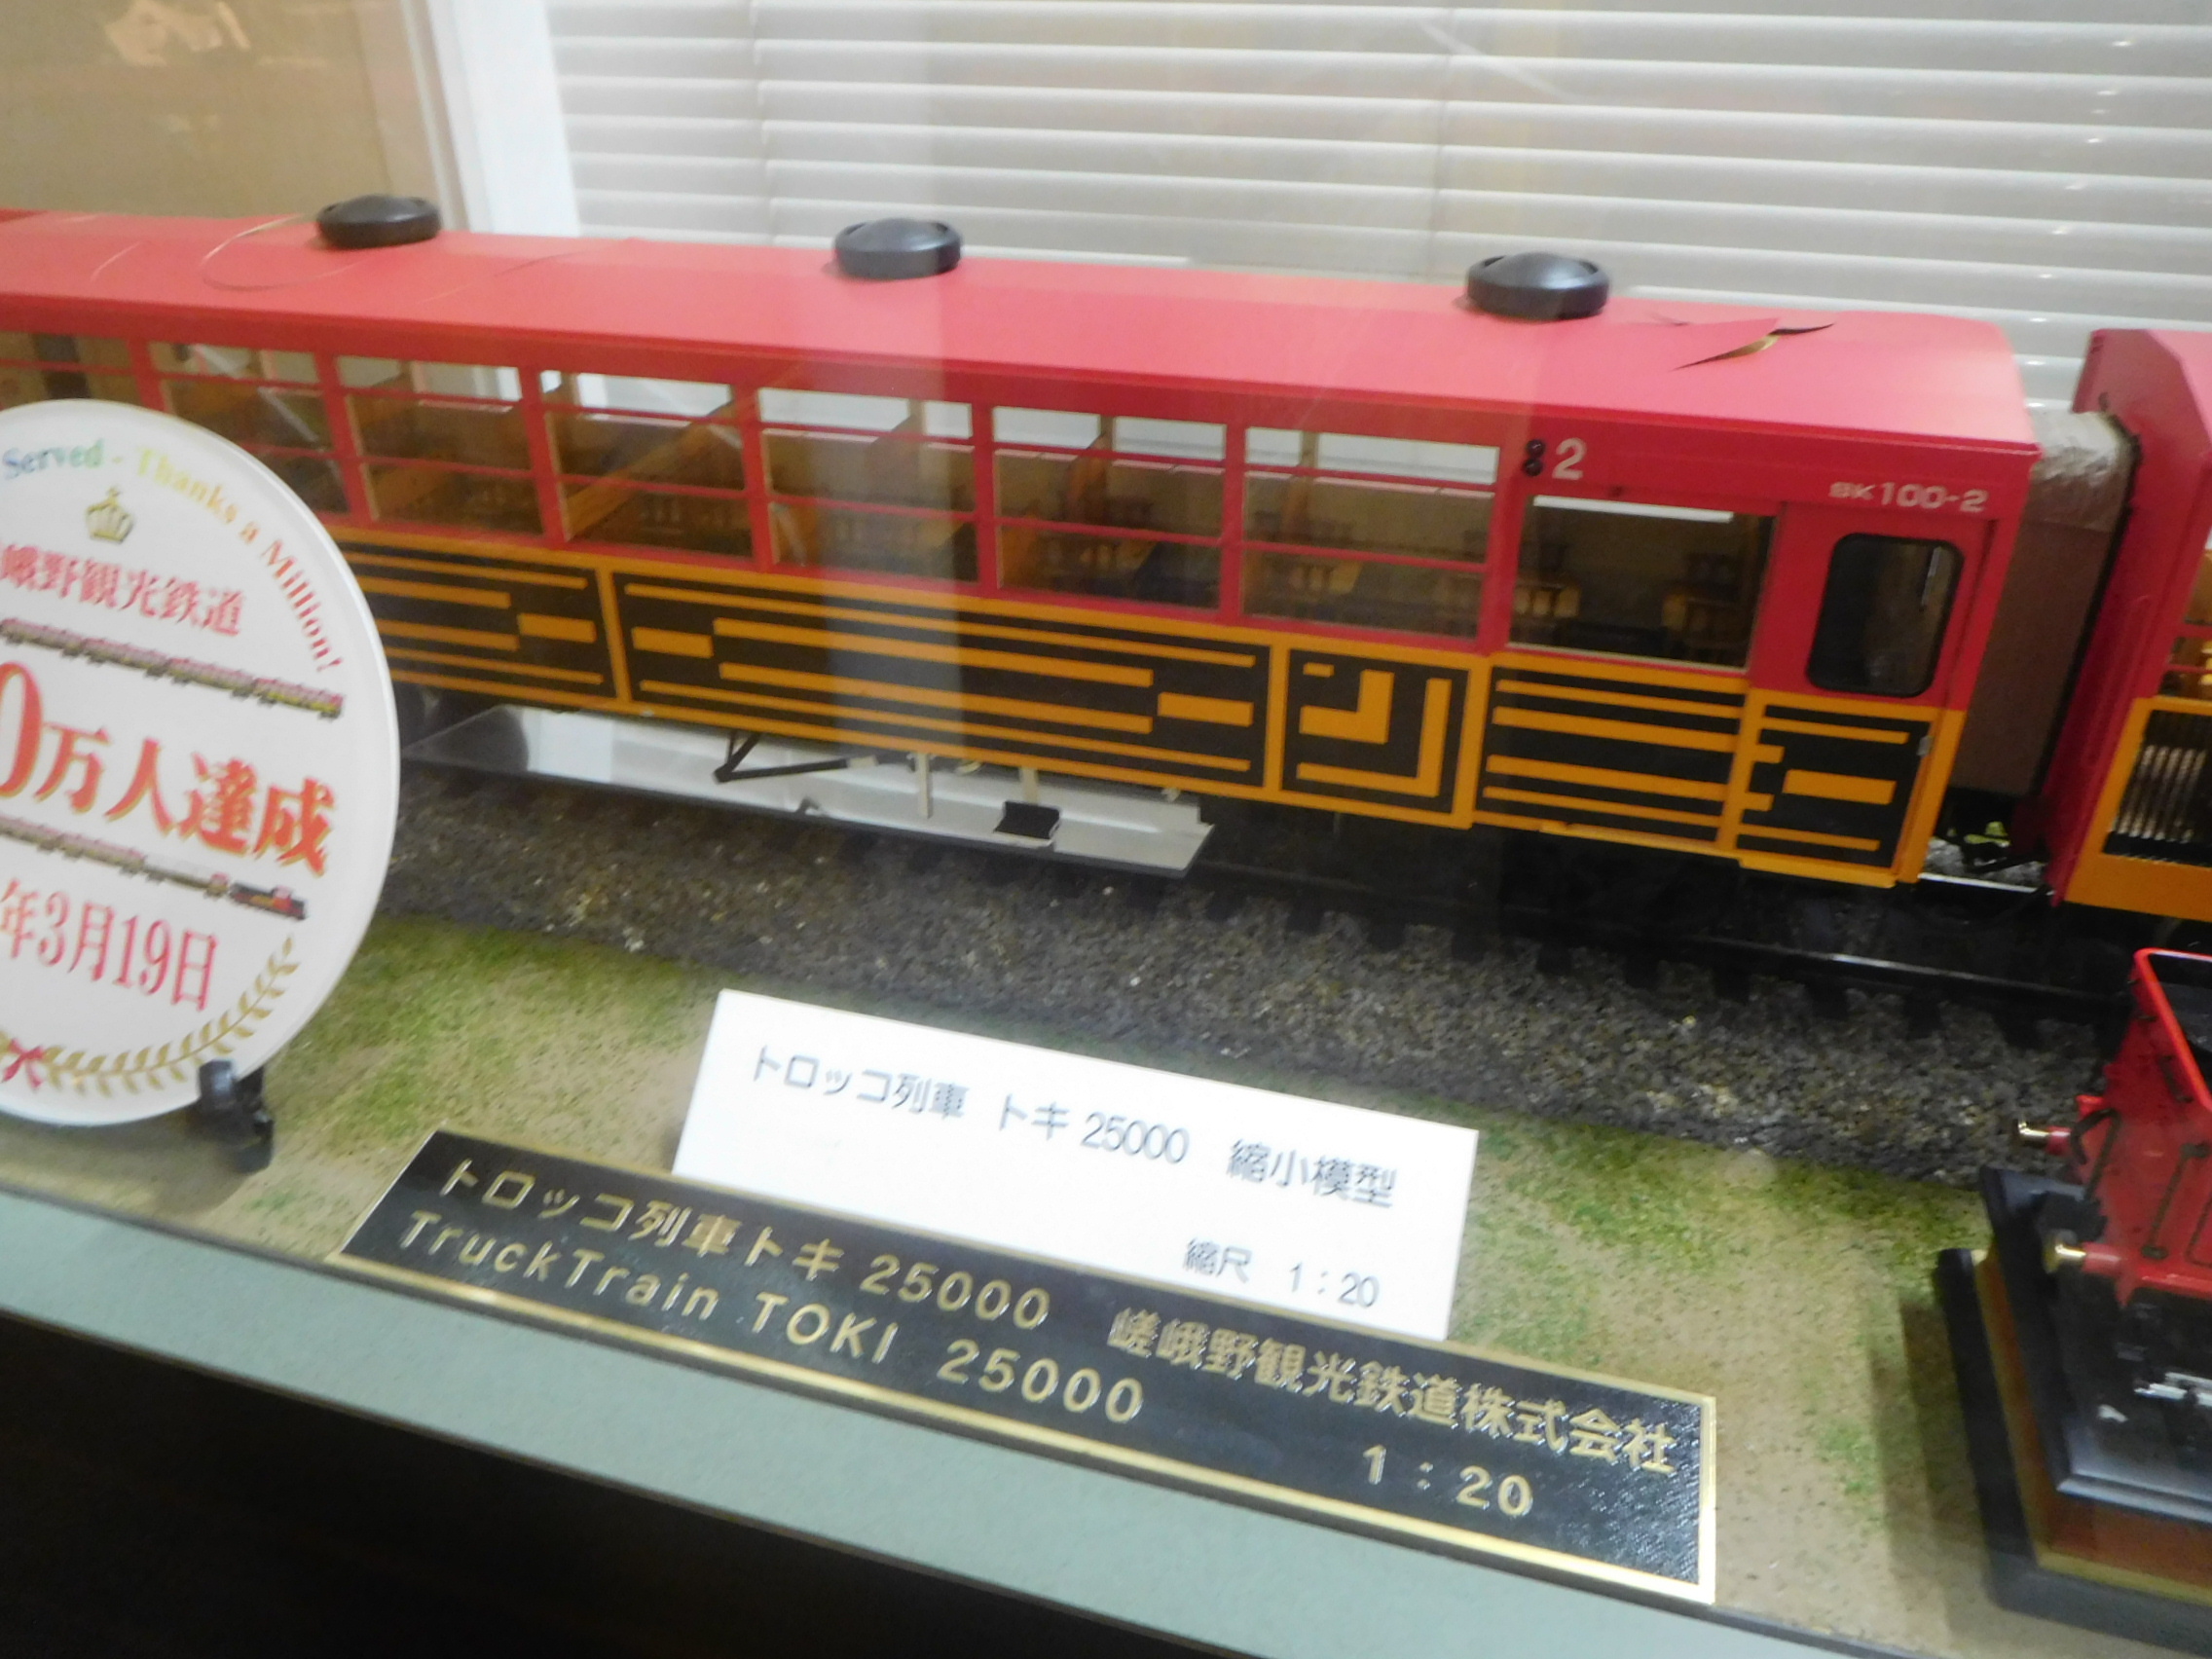 2
SK100-2
Served - Thanks a Million!
峨野観光鉄道
0万人達成
年3月19日
トロッコ列車 トキ 25000 縮小模型
縮尺 1:20
トロッコ列車トキ 25000 嵯峨野観光鉄道株式会社
TruckTrain TOKI 25000 1:20